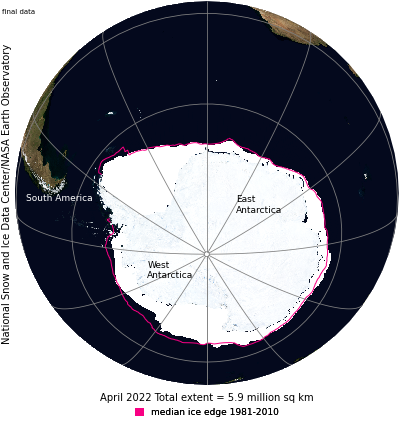 final data
National Snow and Ice Data Center/NASA Earth Observatory
South America
East
Antarctica
West
Antarctica
April 2022 Total extent = 5.9 million sq km
median ice edge 1981-2010